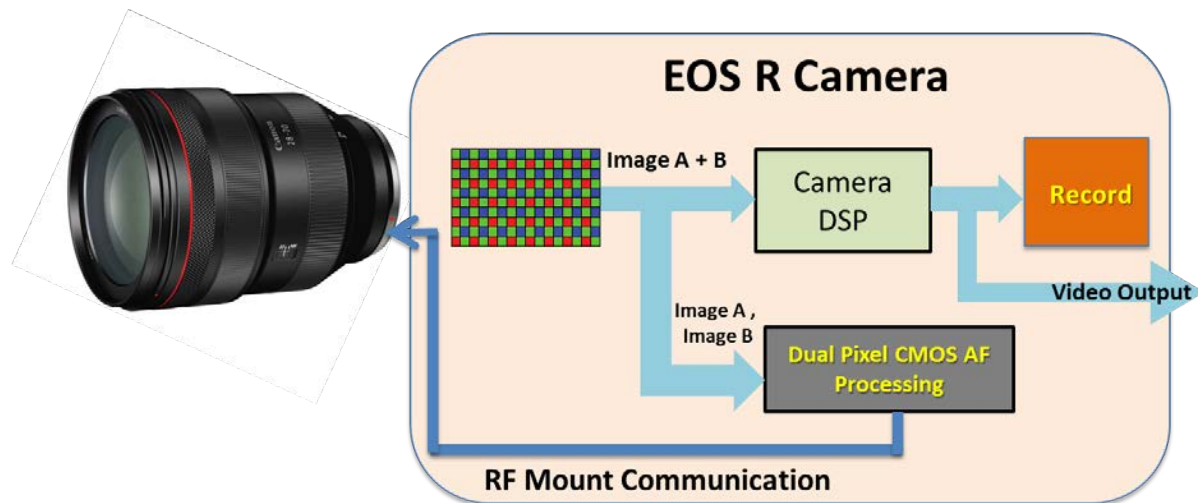 EOS R Camera
Image A + B
Camera
DSP
Record
Video Output
Image A ,
Image B
Dual Pixel CMOS AF
Processing
RF Mount Communication